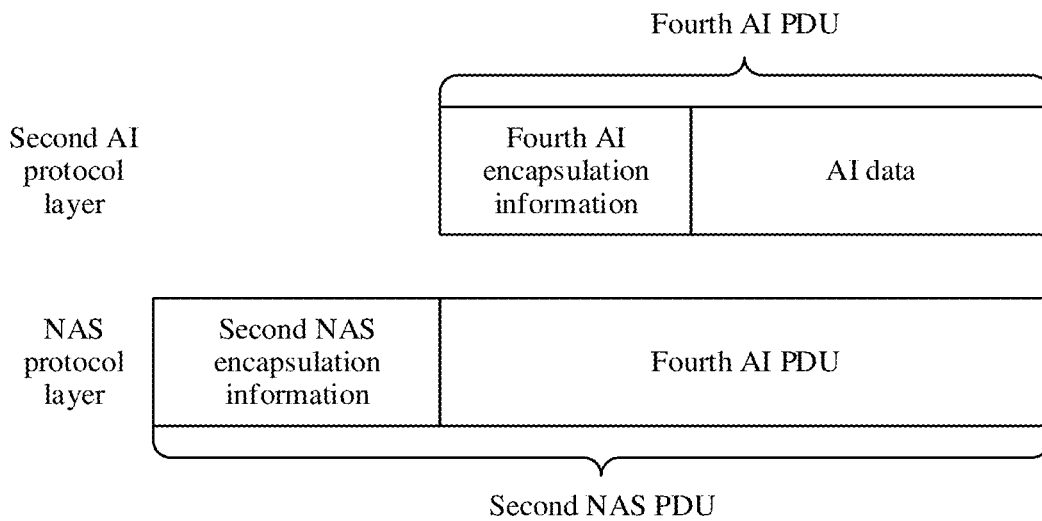 Fourth AI PDU
Second AI
protocol
layer
Fourth AI
encapsulation
information
AI data
NAS
protocol
layer
Second NAS
encapsulation
information
Fourth AI PDU
Second NAS PDU